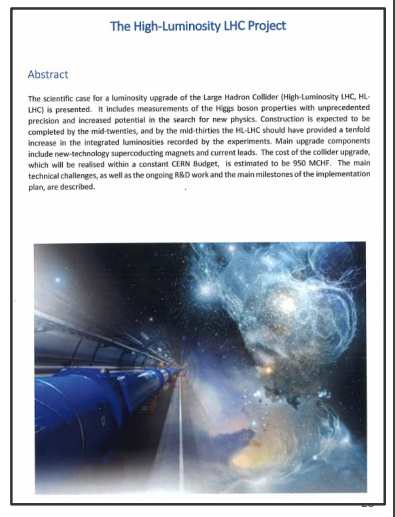 The High-Luminosity LHC Project
Abstract
The scientific case for a luminosity upgrade of the Large Hadron Collider (High-Luminosity LHC, HL-
LHC) is presented. It includes measurements of the Higgs boson properties with unprecedented
precision and increased potential in the search for new physics. Construction is expected to be
completed by the mid-twenties, and by the mid-thirties the HL-LHC should have provided a tenfold
increase in the integrated luminosities recorded by the experiments. Main upgrade components
include new-technology supercoducting magnets and current leads. The cost of the collider upgrade,
which will be realised within a constant CERN Budget, is estimated to be 950 MCHF. The main
technical challenges, as well as the ongoing R&D work and the main milestones of the implementation
plan, are described.